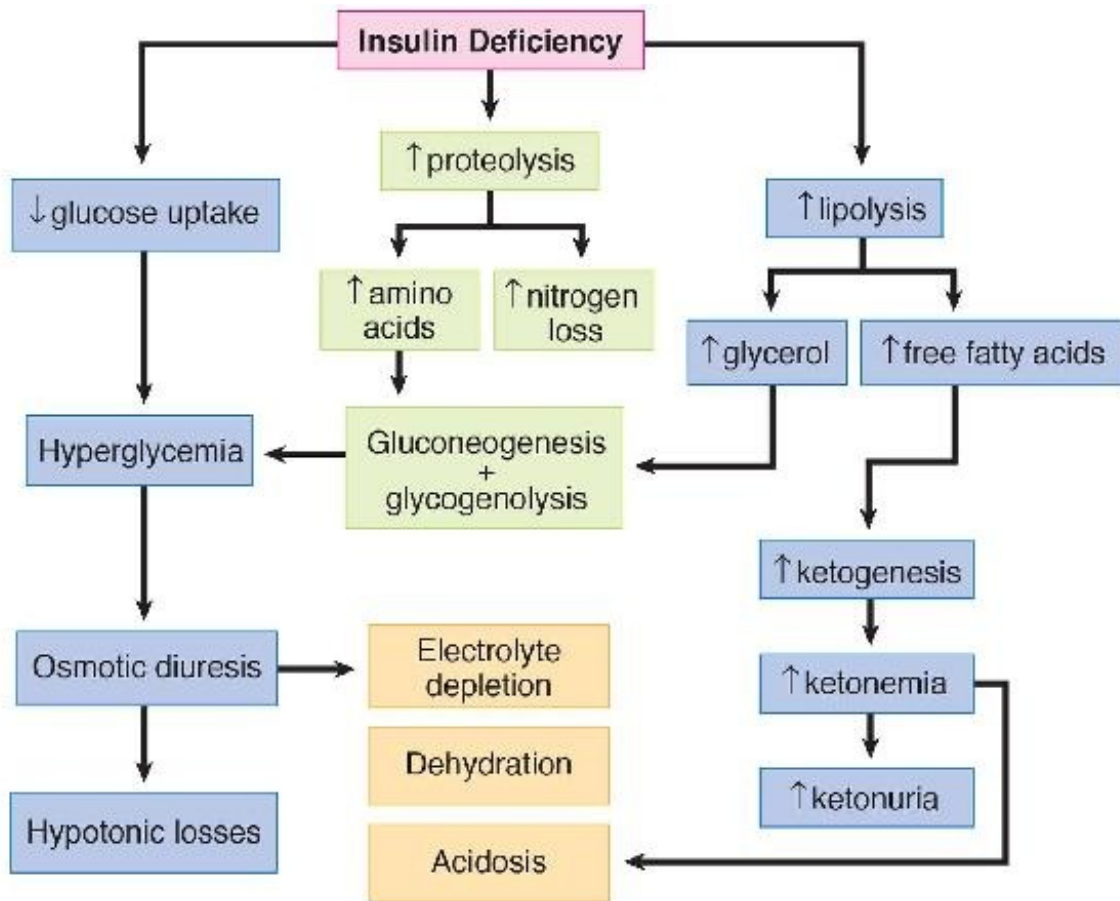 Insulin Deficiency
↑proteolysis
↓glucose uptake
↑lipolysis
↑amino
acids
↑nitrogen
loss
↑glycerol
↑free fatty acids
Hyperglycemia
Gluconeogenesis
+
glycogenolysis
↑ketogenesis
Osmotic diuresis
Electrolyte
depletion
↑ketonemia
Dehydration
↑ketonuria
Hypotonic losses
Acidosis